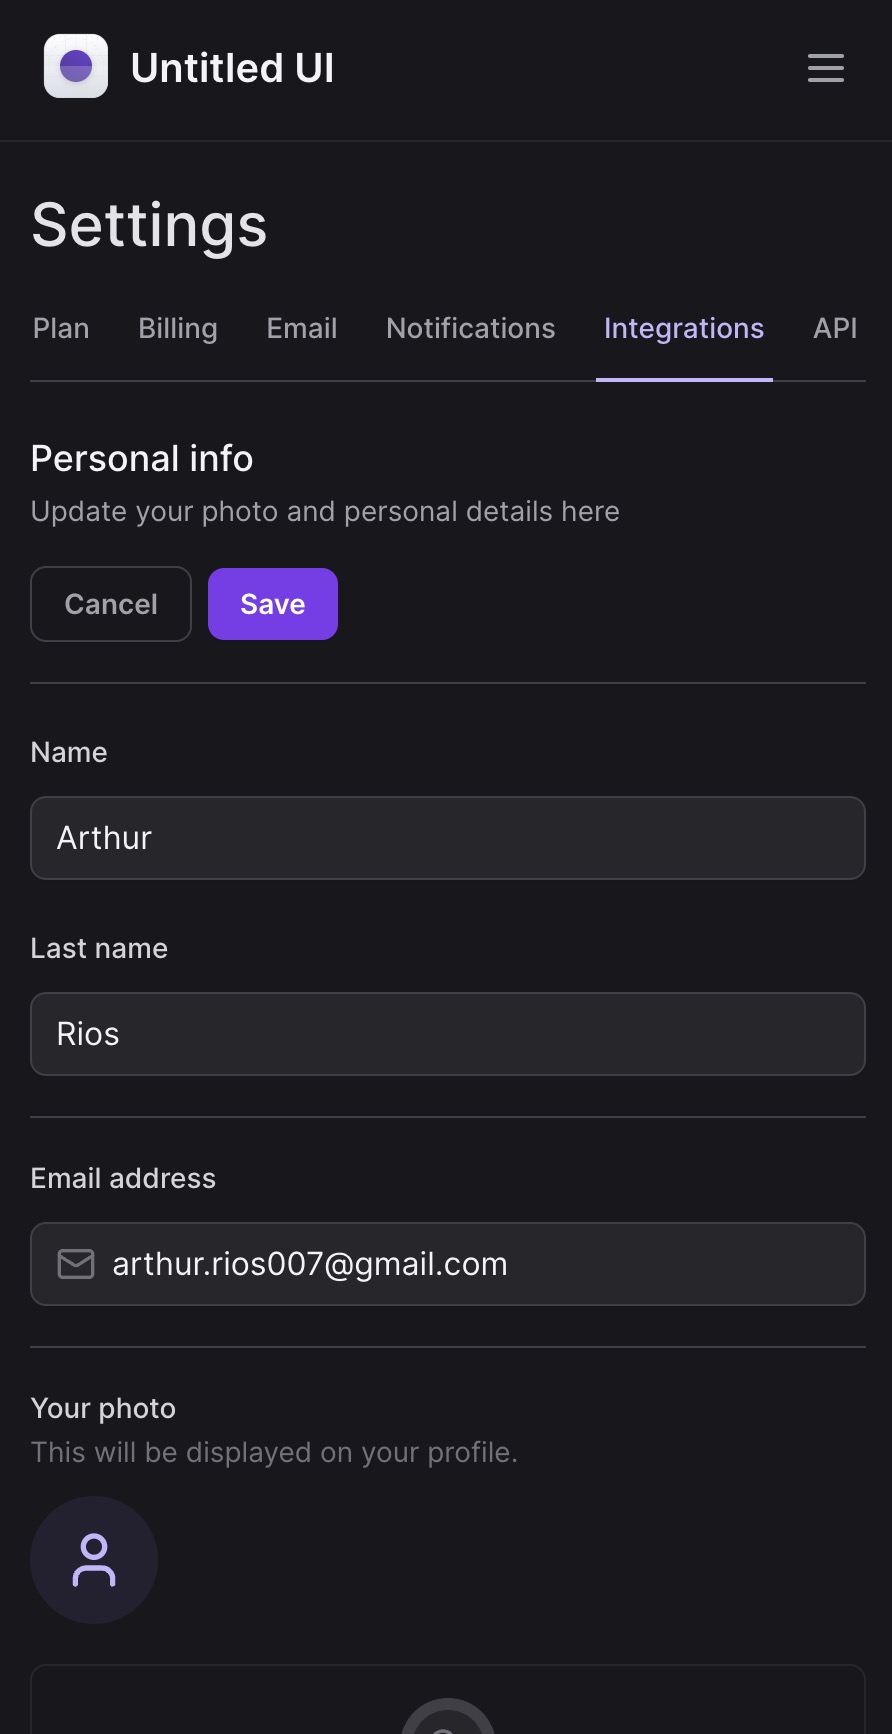 Untitled UI
Settings
Plan Billing Email Notifications Integrations API
Personal info
Update your photo and personal details here
Cancel Save
Name
Arthur
Last name
Rios
Email address
arthur.rios007@gmail.com
Your photo
This will be displayed on your profile.